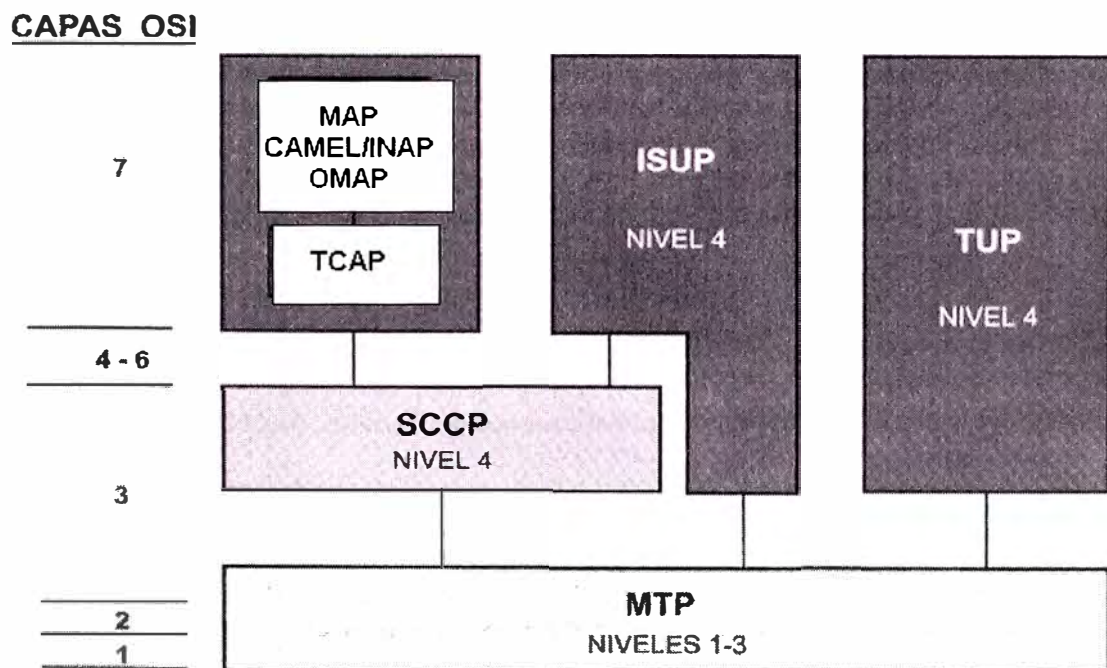 CAPAS OSI
7
4 - 6
3
2
1
MAP
CAMEL/INAP
OMAP
TCAP
ISUP
NIVEL 4
TUP
NIVEL 4
SCCP
NIVEL 4
MTP
NIVELES 1-3